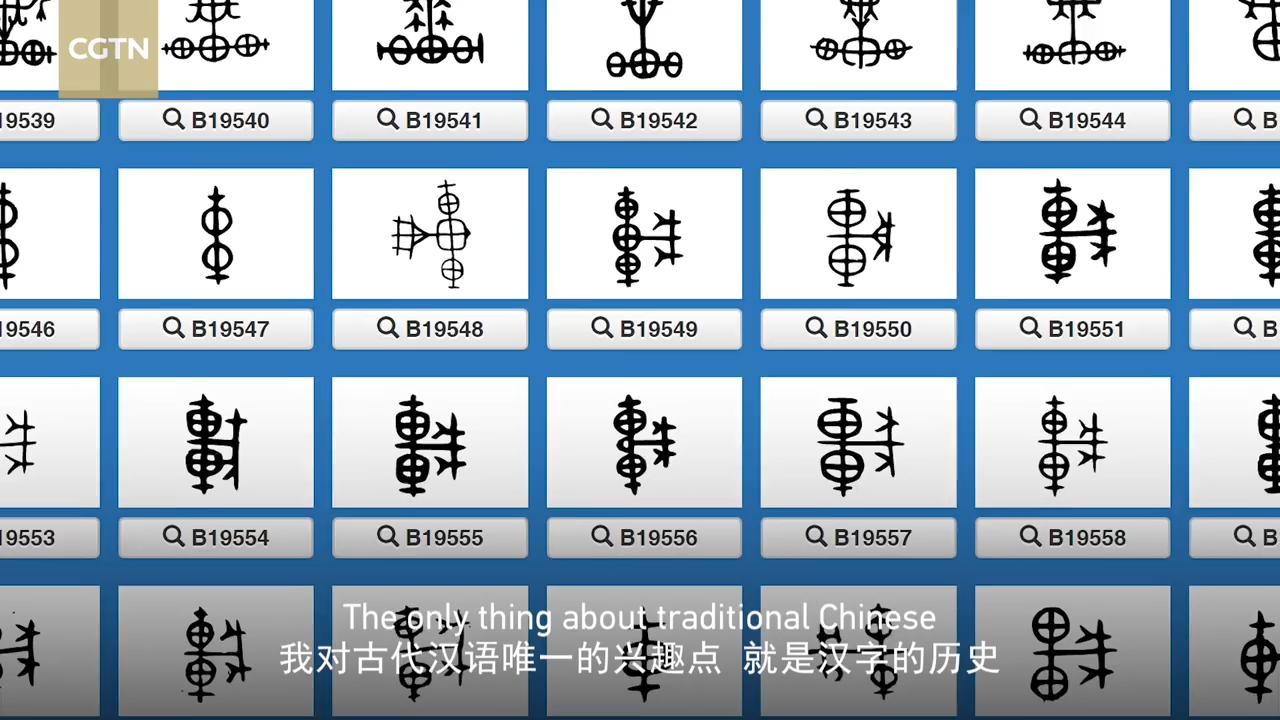 CGTN
19539 B19540 B19541 B19542 B19543 B19544 B
19546 B19547 B19548 B19549 B19550 B19551 B
19553 B19554 B19555 B19556 B19557 B19558 B
The only thing about traditional Chinese
我对古代汉语唯一的兴趣点 就是汉字的历史